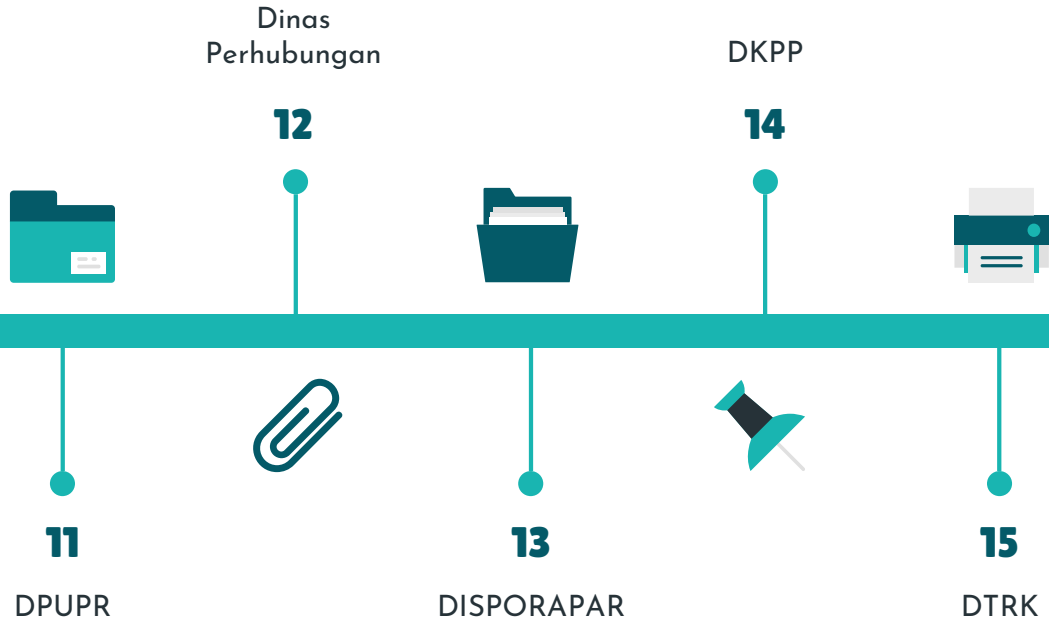 Dinas
Perhubungan
12
DKPP
14
11
DPUPR
13
DISPORAPAR
15
DTRK